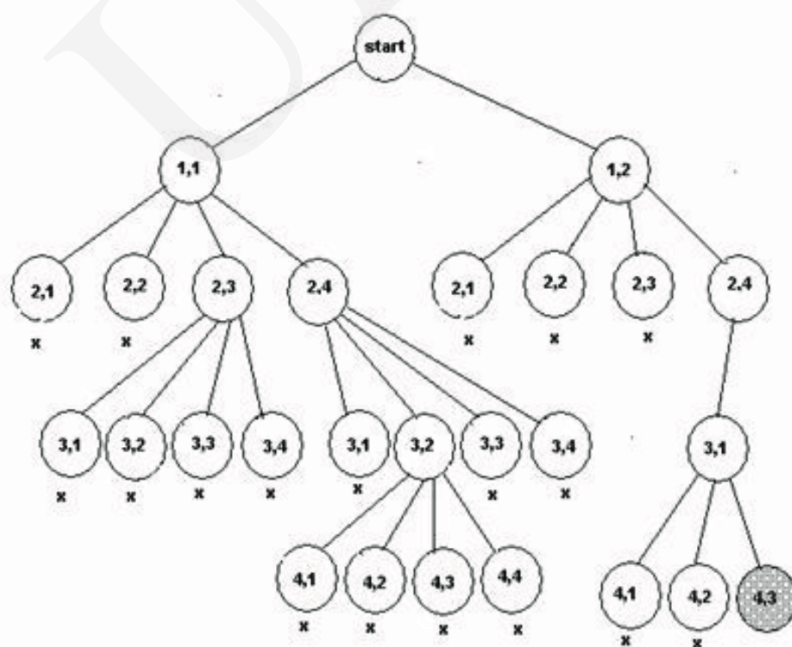 start
1,1 1,2
2,1 2,2 2,3 2,4 2,1 2,2 2,3 2,4
x x x x x
3,1 3,2 3,3 3,4 3,1 3,2 3,3 3,4 3,1
x x x x x x x
4,1 4,2 4,3 4,4 4,1 4,2 4,3
x x x x x x